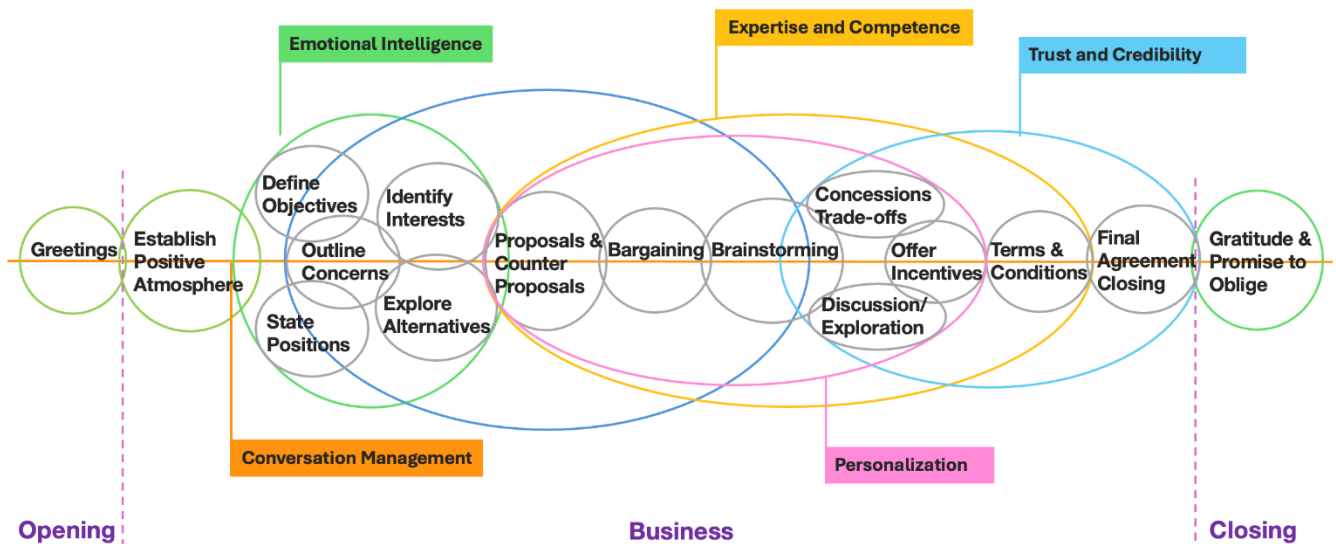 Emotional Intelligence
Expertise and Competence
Trust and Credibility
Greetings
Establish
Positive
Atmosphere
Define
Objectives
Identify
Interests
Outline
Concerns
State
Positions
Explore
Alternatives
Proposals &
Counter
Proposals
Bargaining
Brainstorming
Concessions
Trade-offs
Offer
Incentives
Discussion/
Exploration
Terms &
Conditions
Final
Agreement
Closing
Gratitude &
Promise to
Oblige
Conversation Management
Personalization
Opening
Business
Closing